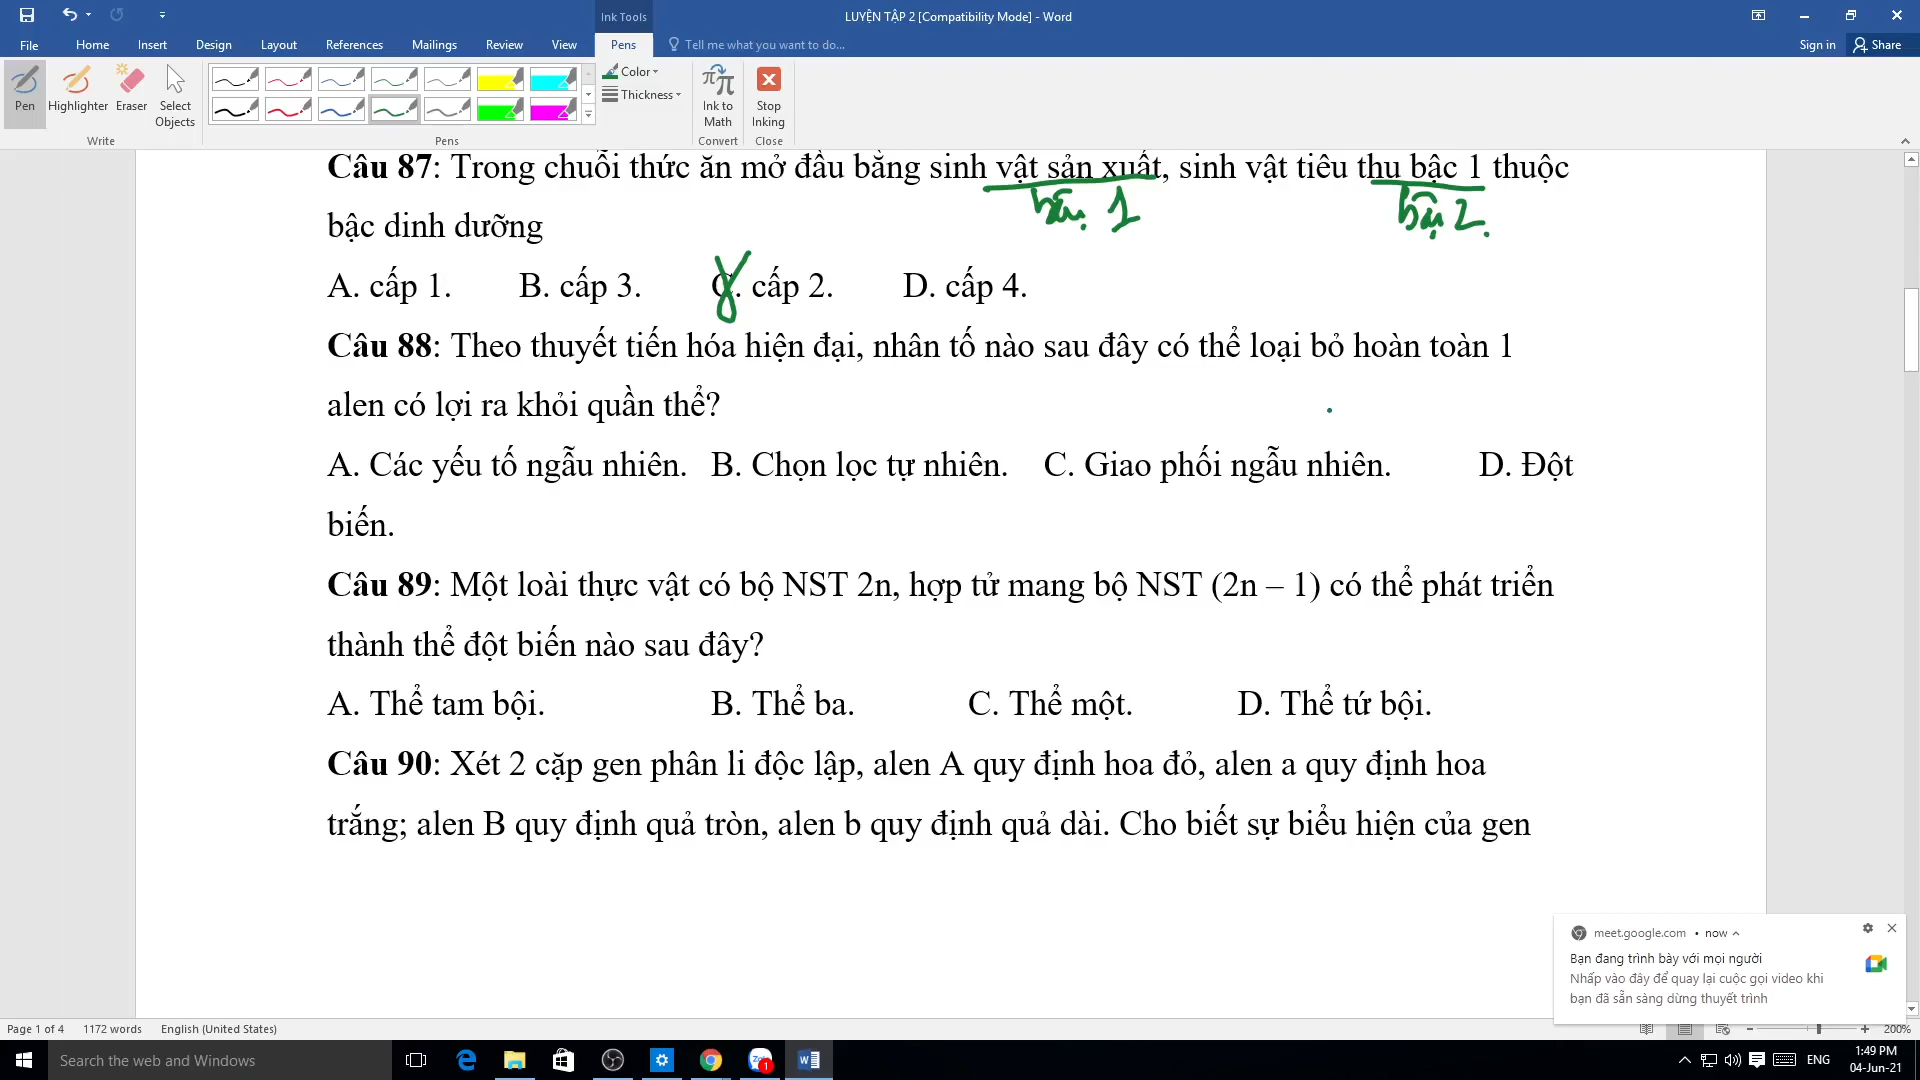 Ink Tools
LUYỆN TẬP 2 [Compatibility Mode] - Word
File Home Insert Design Layout References Mailings Review View Pens Tell me what you want to do... Sign in Share
Pen Highlighter Eraser Select Objects
Color
Thickness
Ink to Math
Stop Inking
Write Pens Convert Close
Câu 87: Trong chuỗi thức ăn mở đầu bằng sinh vật sản xuất, sinh vật tiêu thụ bậc 1 thuộc
bậc 1 bậc 2.
bậc dinh dưỡng
A. cấp 1. B. cấp 3. C. cấp 2. D. cấp 4.
Câu 88: Theo thuyết tiến hóa hiện đại, nhân tố nào sau đây có thể loại bỏ hoàn toàn 1
alen có lợi ra khỏi quần thể?
A. Các yếu tố ngẫu nhiên. B. Chọn lọc tự nhiên. C. Giao phối ngẫu nhiên. D. Đột
biến.
Câu 89: Một loài thực vật có bộ NST 2n, hợp tử mang bộ NST (2n – 1) có thể phát triển
thành thể đột biến nào sau đây?
A. Thể tam bội. B. Thể ba. C. Thể một. D. Thể tứ bội.
Câu 90: Xét 2 cặp gen phân li độc lập, alen A quy định hoa đỏ, alen a quy định hoa
trắng; alen B quy định quả tròn, alen b quy định quả dài. Cho biết sự biểu hiện của gen
meet.google.com • now
Bạn đang trình bày với mọi người
Nhấp vào đây để quay lại cuộc gọi video khi
bạn đã sẵn sàng dừng thuyết trình
Page 1 of 4 1172 words English (United States) 200%
Search the web and Windows
ENG
1:49 PM
04-Jun-21